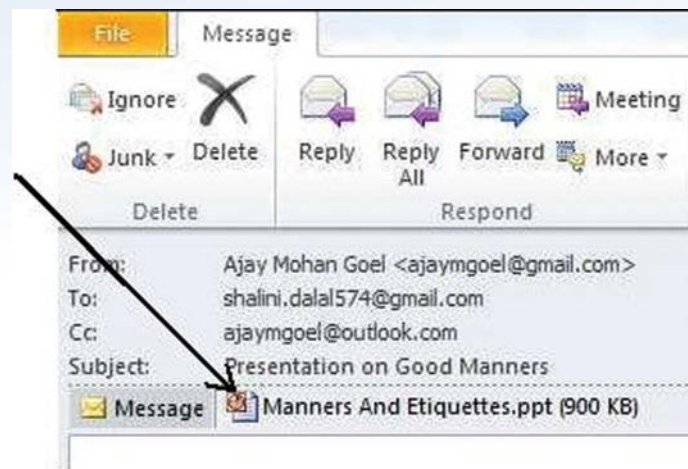 File Message
Ignore
Junk Delete Reply Reply All Forward Meeting
More
Delete Respond
From: Ajay Mohan Goel <ajaymgoel@gmail.com>
To: shalini.dalal574@gmail.com
Cc: ajaymgoel@outlook.com
Subject: Presentation on Good Manners
Message Manners And Etiquettes.ppt (900 KB)